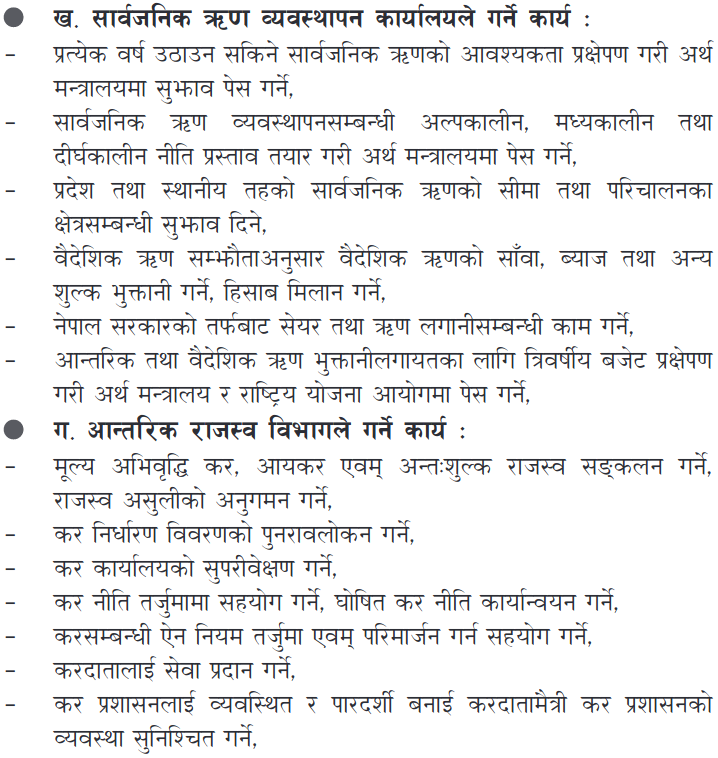 ● ख. सार्वजनिक ऋण व्यवस्थापन कार्यालयले गर्ने कार्य :
– प्रत्येक वर्ष उठाउन सकिने सार्वजनिक ऋणको आवश्यकता प्रक्षेपण गरी अर्थ
मन्त्रालयमा सुझाव पेस गर्ने,
– सार्वजनिक ऋण व्यवस्थापनसम्बन्धी अल्पकालीन, मध्यकालीन तथा
दीर्घकालीन नीति प्रस्ताव तयार गरी अर्थ मन्त्रालयमा पेस गर्ने,
– प्रदेश तथा स्थानीय तहको सार्वजनिक ऋणको सीमा तथा परिचालनका
क्षेत्रसम्बन्धी सुझाव दिने,
– वैदेशिक ऋण सम्झौताअनुसार वैदेशिक ऋणको साँवा, ब्याज तथा अन्य
शुल्क भुक्तानी गर्ने, हिसाब मिलान गर्ने,
– नेपाल सरकारको तर्फबाट सेयर तथा ऋण लगानीसम्बन्धी काम गर्ने,
– आन्तरिक तथा वैदेशिक ऋण भुक्तानीलगायतका लागि त्रिवर्षीय बजेट प्रक्षेपण
गरी अर्थ मन्त्रालय र राष्ट्रिय योजना आयोगमा पेस गर्ने,
● ग. आन्तरिक राजस्व विभागले गर्ने कार्य :
– मूल्य अभिवृद्धि कर, आयकर एवम् अन्तःशुल्क राजस्व सङ्कलन गर्ने,
राजस्व असुलीको अनुगमन गर्ने,
– कर निर्धारण विवरणको पुनरावलोकन गर्ने,
– कर कार्यालयको सुपरीवेक्षण गर्ने,
– कर नीति तर्जुमामा सहयोग गर्ने, घोषित कर नीति कार्यान्वयन गर्ने,
– करसम्बन्धी ऐन नियम तर्जुमा एवम् परिमार्जन गर्न सहयोग गर्ने,
– करदातालाई सेवा प्रदान गर्ने,
– कर प्रशासनलाई व्यवस्थित र पारदर्शी बनाई करदातामैत्री कर प्रशासनको
व्यवस्था सुनिश्चित गर्ने,